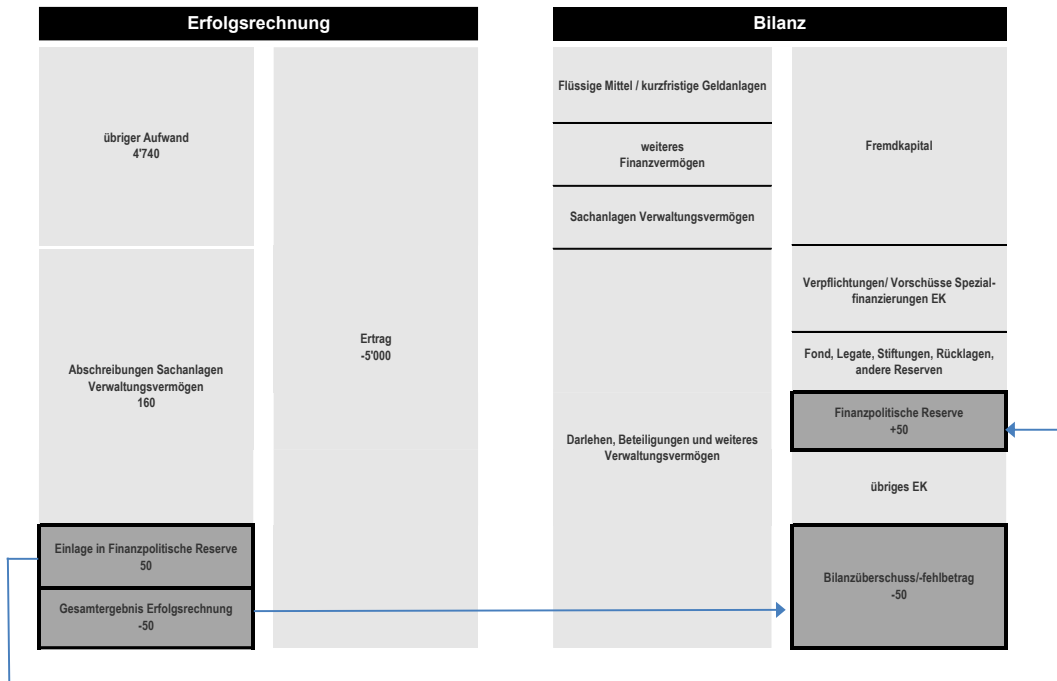 Erfolgsrechnung
übriger Aufwand
4'740
Abschreibungen Sachanlagen
Verwaltungsvermögen
160
Einlage in Finanzpolitische Reserve
50
Gesamtergebnis Erfolgsrechnung
-50
Ertrag
-5'000
Bilanz
Flüssige Mittel / kurzfristige Geldanlagen
weiteres
Finanzvermögen
Sachanlagen Verwaltungsvermögen
Darlehen, Beteiligungen und weiteres
Verwaltungsvermögen
Fremdkapital
Verpflichtungen/ Vorschüsse Spezial-
finanzierungen EK
Fond, Legate, Stiftungen, Rücklagen,
andere Reserven
Finanzpolitische Reserve
+50
übriges EK
Bilanzüberschuss/-fehlbetrag
-50